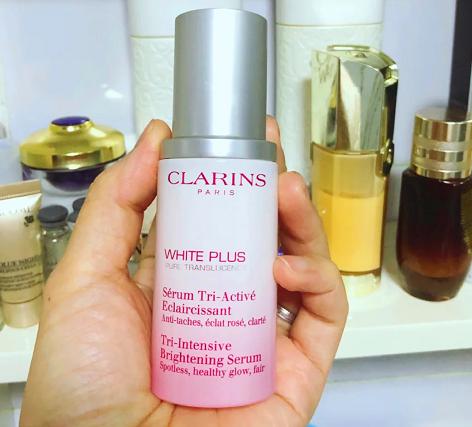 CLARINS
PARIS
WHITE PLUS
PURE TRANSLUCENCY
Sérum Tri-Activé
Eclaircissant
Anti-taches, éclat rosé, clarté
Tri-Intensive
Brightening Serum
Spotless, healthy glow, fair